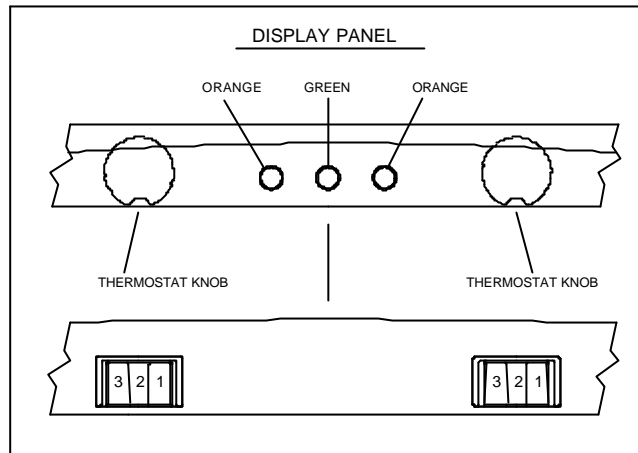 DISPLAY PANEL
ORANGE GREEN ORANGE
THERMOSTAT KNOB THERMOSTAT KNOB
3 2 1 3 2 1